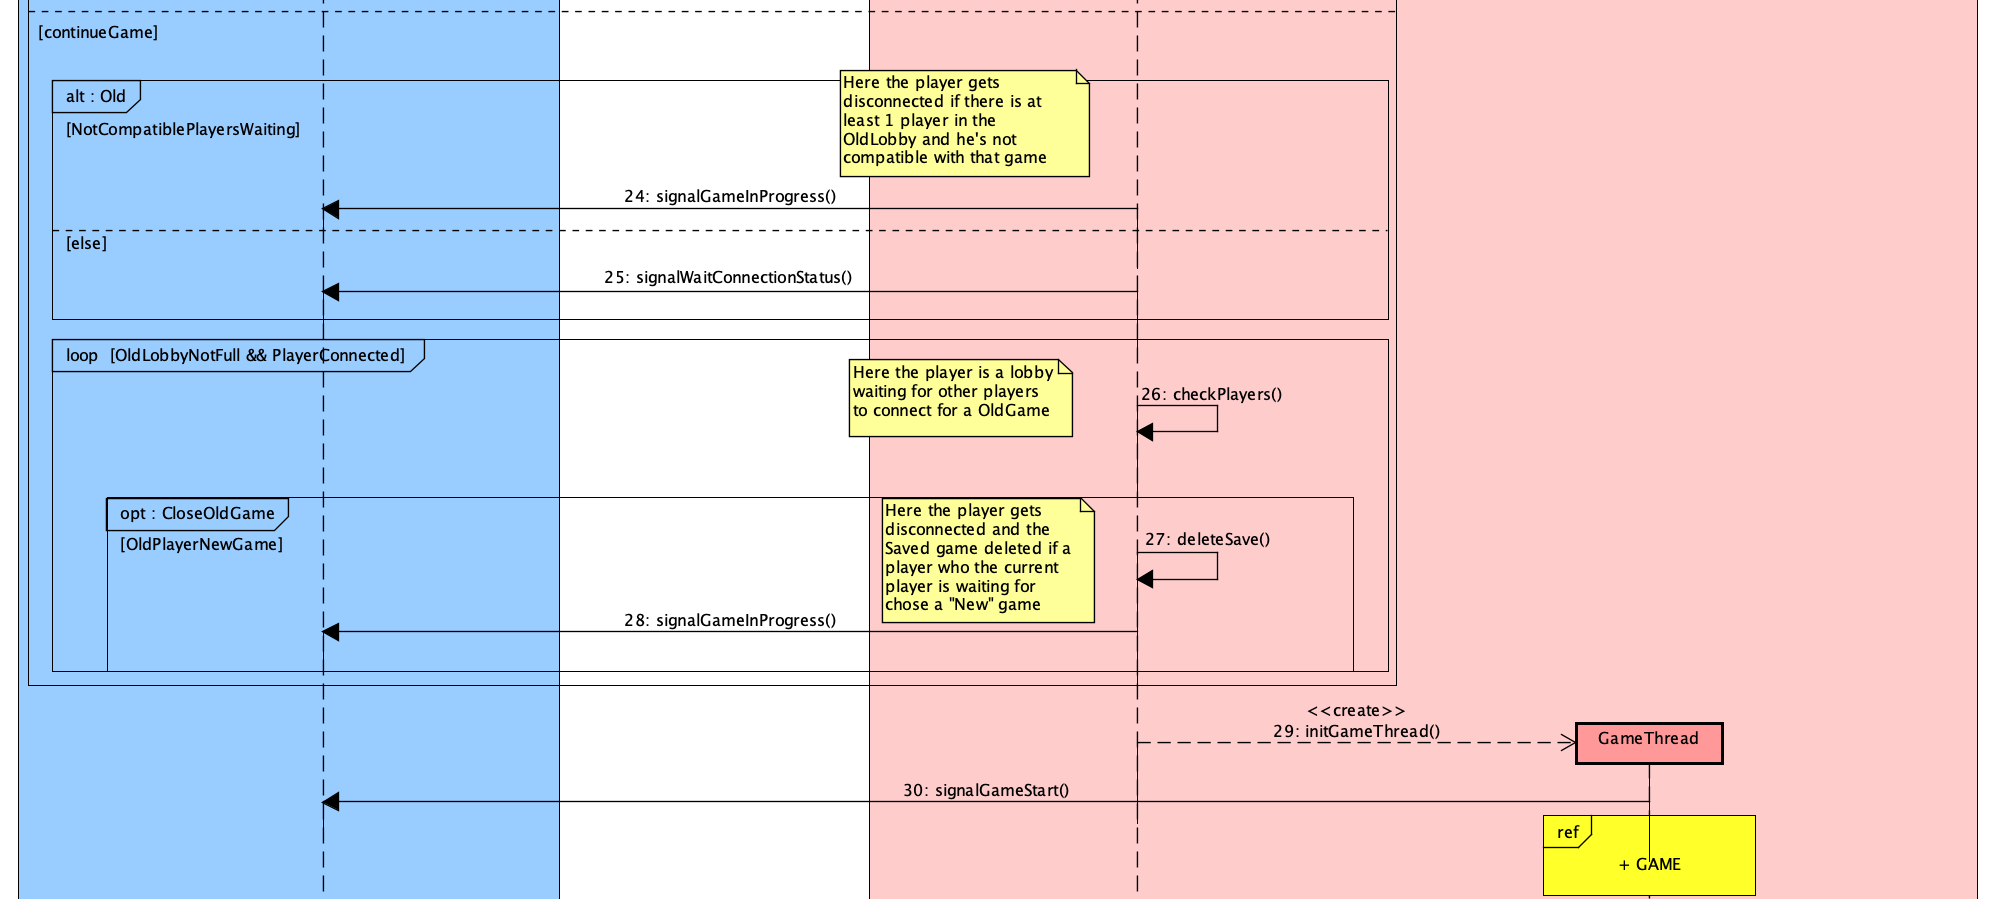 [continueGame]
alt : Old
[NotCompatiblePlayersWaiting]
Here the player gets
disconnected if there is at
least 1 player in the
OldLobby and he's not
compatible with that game
24: signalGameInProgress()
[else]
25: signalWaitConnectionStatus()
loop [OldLobbyNotFull && PlayerConnected]
Here the player is a lobby
waiting for other players
to connect for a OldGame
26: checkPlayers()
opt : CloseOldGame
[OldPlayerNewGame]
Here the player gets
disconnected and the
Saved game deleted if a
player who the current
player is waiting for
chose a "New" game
27: deleteSave()
28: signalGameInProgress()
<<create>>
29: initGameThread()
GameThread
30: signalGameStart()
ref
+ GAME